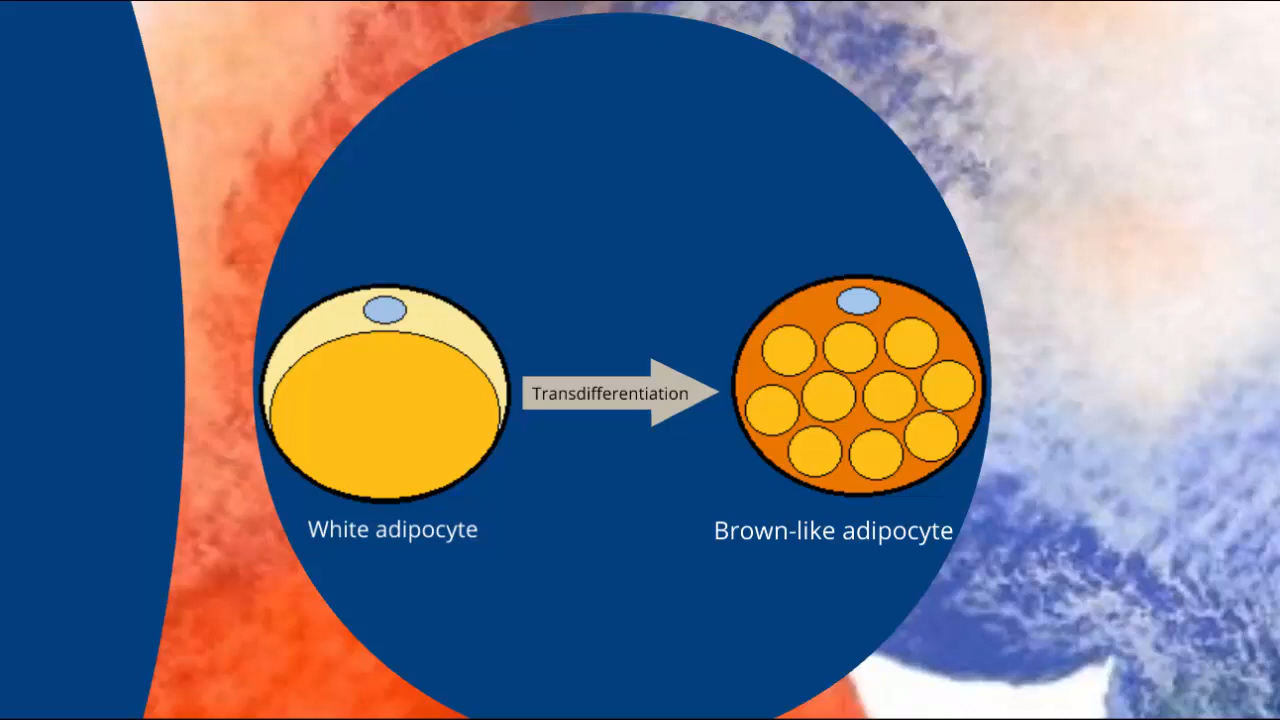 Transdifferentiation
White adipocyte
Brown-like adipocyte